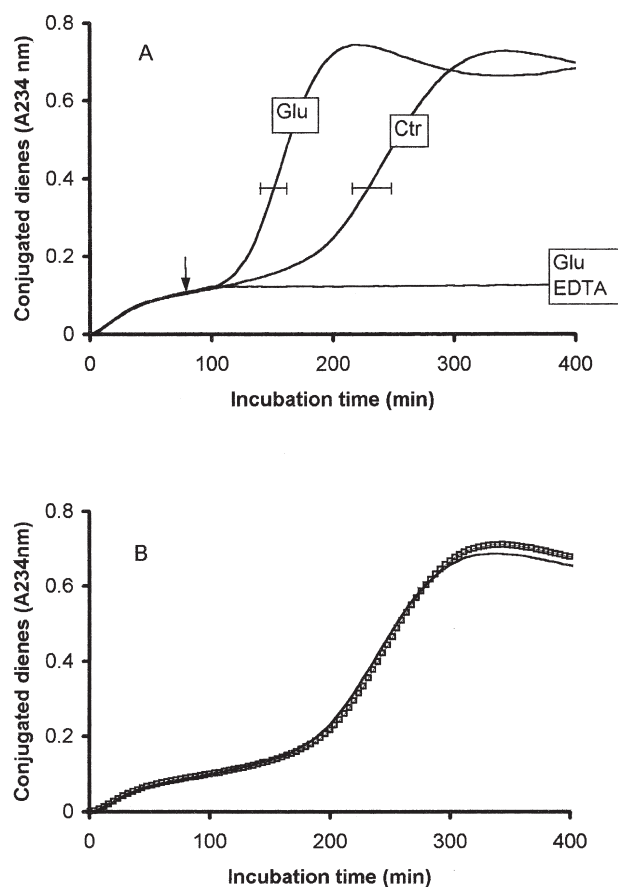 A
Conjugated dienes (A234 nm)
0.8
0.6
0.4
0.2
0
Glu
Ctr
Glu
EDTA
0
100
200
300
400
Incubation time (min)
B
Conjugated dienes (A234nm)
0.8
0.6
0.4
0.2
0
0
100
200
300
400
Incubation time (min)